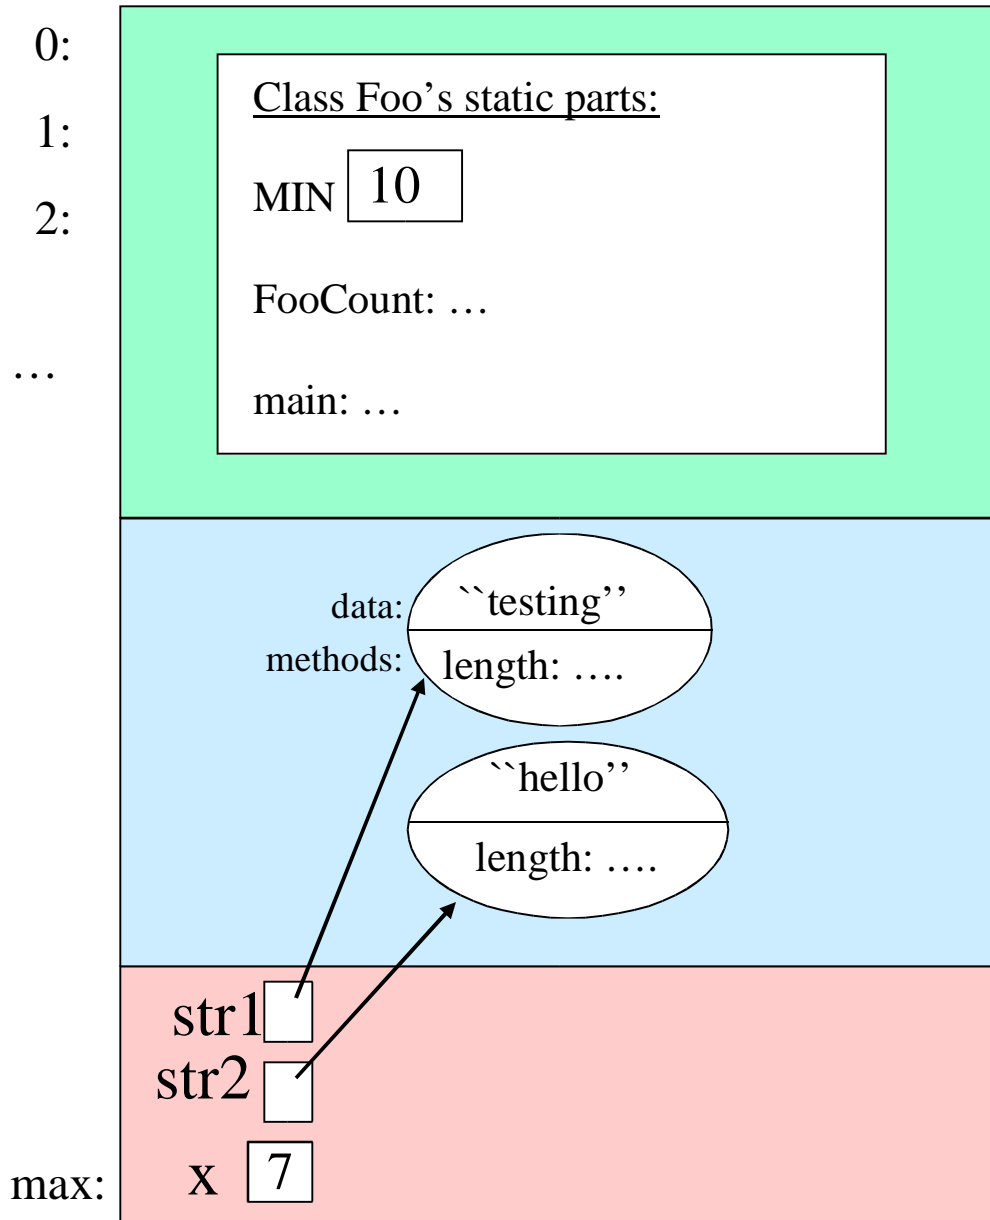 0:
Class Foo’s static parts:
1:
MIN 10
2:
FooCount: …
…
main: …
data: ``testing’’
methods: length: ….
``hello’’
length: ….
str1
str2
x 7
max: